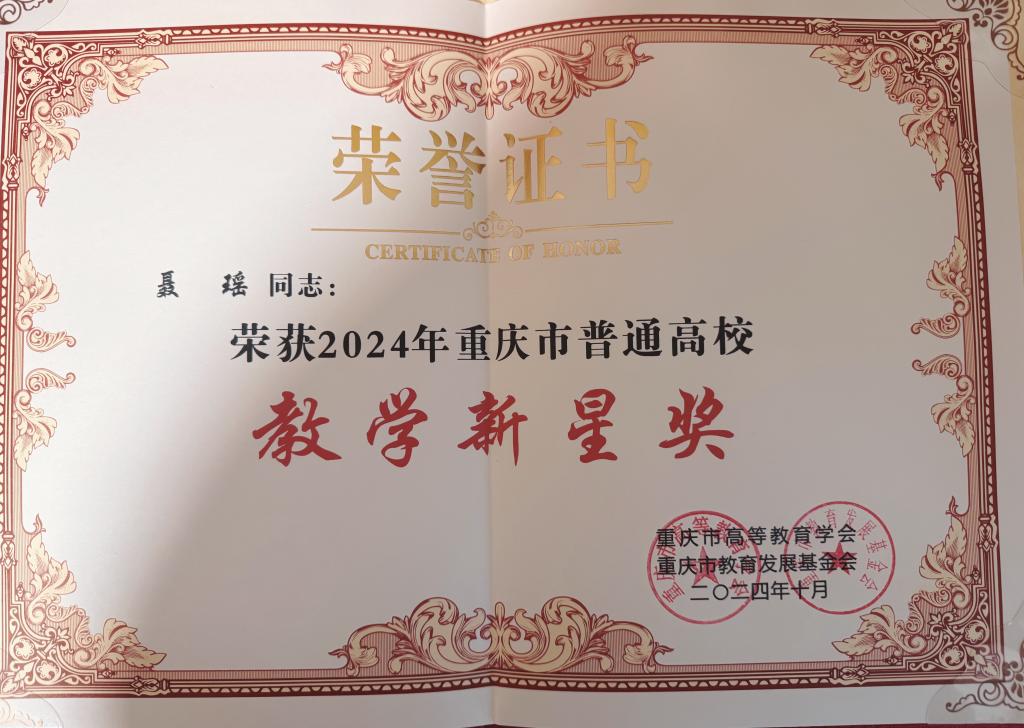 荣誉证书
CERTIFICATE OF HONOR
聂 瑶 同志：
荣获2024年重庆市普通高校
教学新星奖
重庆市高等教育学会
重庆市教育发展基金会
二〇二四年十月